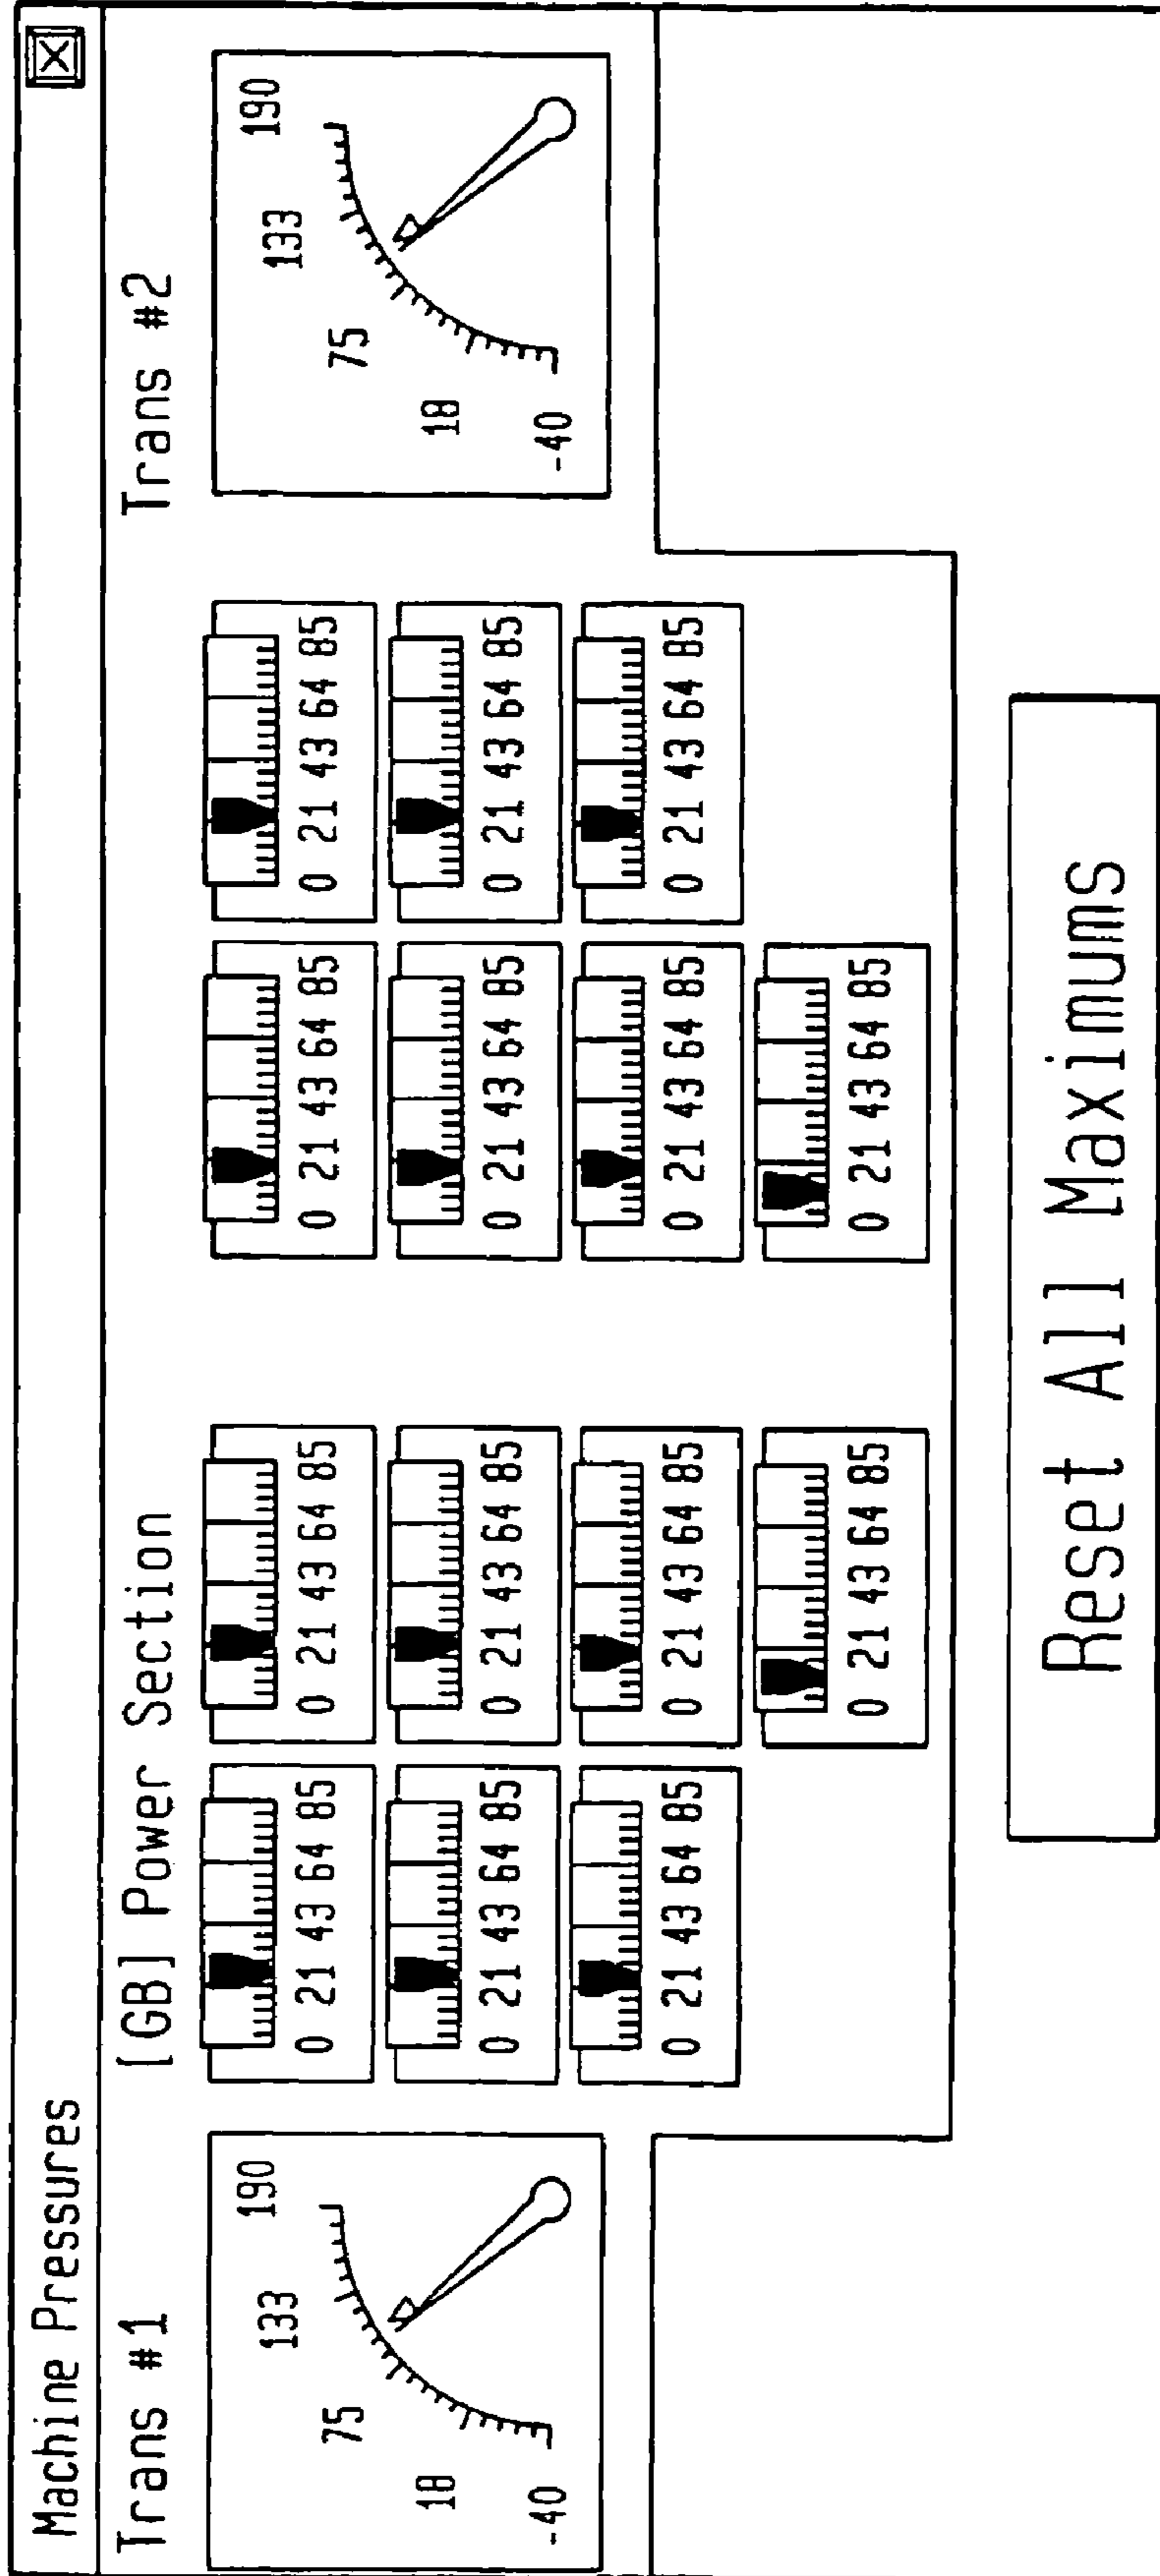 Machine Pressures
X
Trans #1
[GB] Power Section
Trans #2
190
133
75
18
-40
0 21 43 64 85
0 21 43 64 85
0 21 43 64 85
0 21 43 64 85
0 21 43 64 85
0 21 43 64 85
0 21 43 64 85
0 21 43 64 85
0 21 43 64 85
0 21 43 64 85
0 21 43 64 85
0 21 43 64 85
0 21 43 64 85
0 21 43 64 85
190
133
75
18
-40
Reset All Maximums